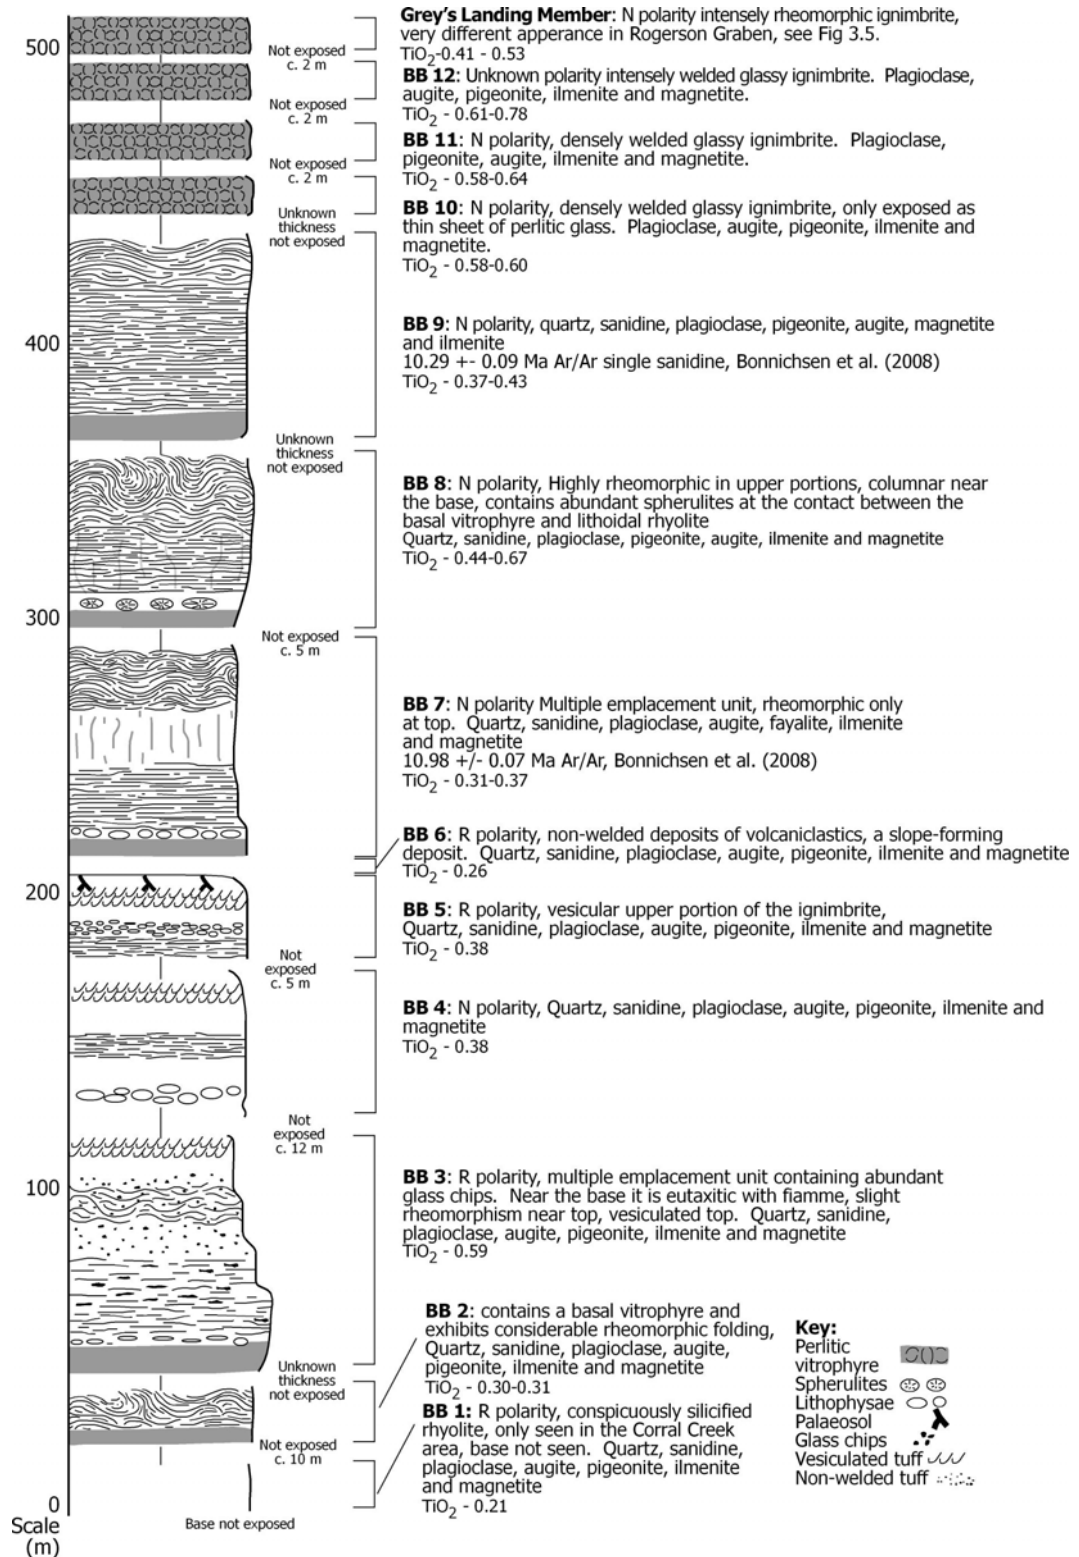 Grey's Landing Member: N polarity intensely rheomorphic ignimbrite,
very different apperance in Rogerson Graben, see Fig 3.5.
TiO2-0.41 - 0.53
500
Not exposed
c. 2 m
BB 12: Unknown polarity intensely welded glassy ignimbrite. Plagioclase,
augite, pigeonite, ilmenite and magnetite.
TiO2 - 0.61-0.78
Not exposed
c. 2 m
BB 11: N polarity, densely welded glassy ignimbrite. Plagioclase,
pigeonite, augite, ilmenite and magnetite.
TiO2 - 0.58-0.64
Not exposed
c. 2 m
BB 10: N polarity, densely welded glassy ignimbrite, only exposed as
thin sheet of perlitic glass. Plagioclase, augite, pigeonite, ilmenite and
magnetite.
TiO2 - 0.58-0.60
Unknown
thickness
not exposed
BB 9: N polarity, quartz, sanidine, plagioclase, pigeonite, augite, magnetite
and ilmenite
10.29 +- 0.09 Ma Ar/Ar single sanidine, Bonnichsen et al. (2008)
TiO2 - 0.37-0.43
400
Unknown
thickness
not exposed
BB 8: N polarity, Highly rheomorphic in upper portions, columnar near
the base, contains abundant spherulites at the contact between the
basal vitrophyre and lithoidal rhyolite
Quartz, sanidine, plagioclase, pigeonite, augite, ilmenite and magnetite
TiO2 - 0.44-0.67
300
Not exposed
c. 5 m
BB 7: N polarity Multiple emplacement unit, rheomorphic only
at top. Quartz, sanidine, plagioclase, augite, fayalite, ilmenite
and magnetite
10.98 +/- 0.07 Ma Ar/Ar, Bonnichsen et al. (2008)
TiO2 - 0.31-0.37
BB 6: R polarity, non-welded deposits of volcaniclastics, a slope-forming
deposit. Quartz, sanidine, plagioclase, augite, pigeonite, ilmenite and magnetite
TiO2 - 0.26
200
BB 5: R polarity, vesicular upper portion of the ignimbrite,
Quartz, sanidine, plagioclase, augite, pigeonite, ilmenite and magnetite
TiO2 - 0.38
Not
exposed
c. 5 m
BB 4: N polarity, Quartz, sanidine, plagioclase, augite, pigeonite, ilmenite and
magnetite
TiO2 - 0.38
Not
exposed
c. 12 m
100
BB 3: R polarity, multiple emplacement unit containing abundant
glass chips. Near the base it is eutaxitic with fiamme, slight
rheomorphism near top, vesiculated top. Quartz, sanidine,
plagioclase, augite, pigeonite, ilmenite and magnetite
TiO2 - 0.59
Unknown
thickness
not exposed
BB 2: contains a basal vitrophyre and
exhibits considerable rheomorphic folding,
Quartz, sanidine, plagioclase, augite,
pigeonite, ilmenite and magnetite
TiO2 - 0.30-0.31
Not exposed
c. 10 m
BB 1: R polarity, conspicuously silicified
rhyolite, only seen in the Corral Creek
area, base not seen. Quartz, sanidine,
plagioclase, augite, pigeonite, ilmenite
and magnetite
TiO2 - 0.21
0
Scale
(m)
Base not exposed
Key:
Perlitic
vitrophyre
Spherulites
Lithophysae
Palaeosol
Glass chips
Vesiculated tuff
Non-welded tuff